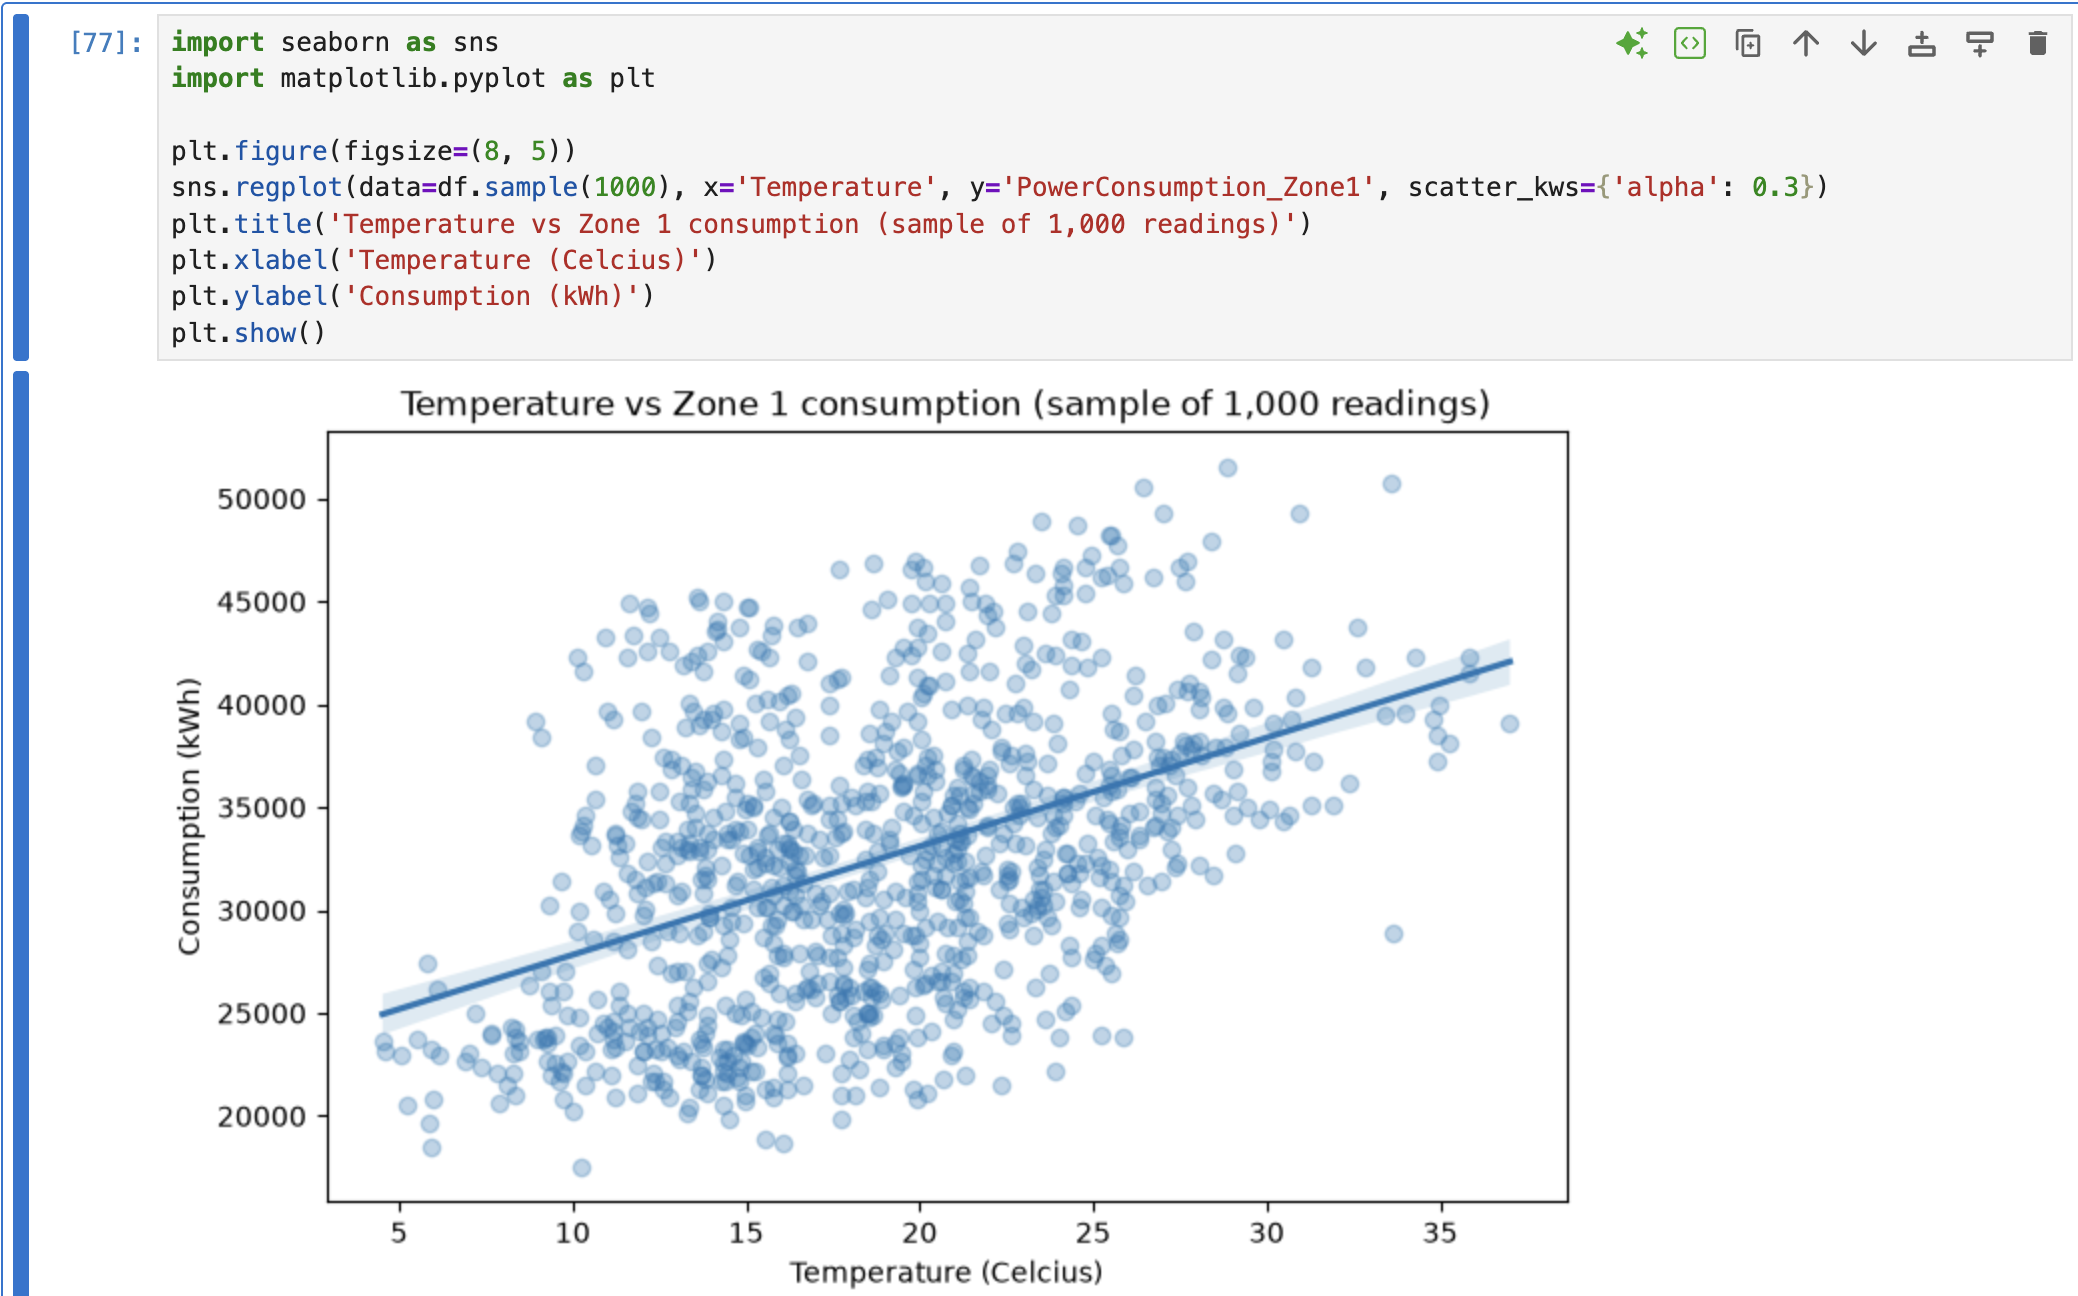 [77]:
import seaborn as sns
import matplotlib.pyplot as plt
plt.figure(figsize=(8, 5))
sns.regplot(data=df.sample(1000), x='Temperature', y='PowerConsumption_Zone1', scatter_kws={'alpha': 0.3})
plt.title('Temperature vs Zone 1 consumption (sample of 1,000 readings)')
plt.xlabel('Temperature (Celcius)')
plt.ylabel('Consumption (kWh)')
plt.show()
Temperature vs Zone 1 consumption (sample of 1,000 readings)
Consumption (kWh)
50000
45000
40000
35000
30000
25000
20000
5 10 15 20 25 30 35
Temperature (Celcius)